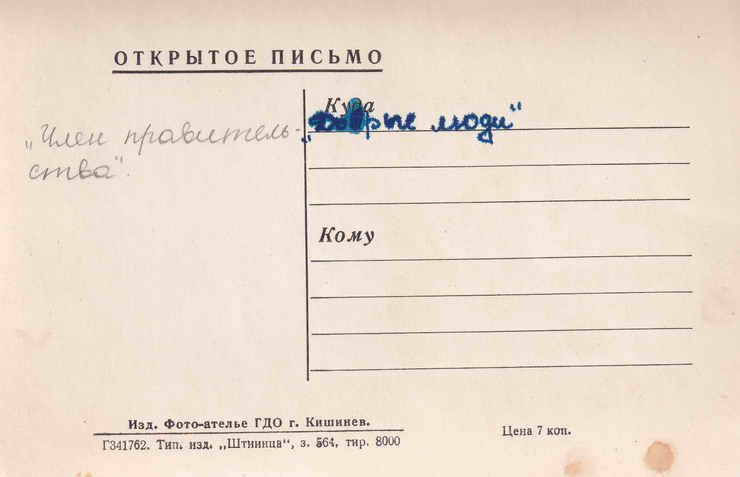 ОТКРЫТОЕ ПИСЬМО
Куда
„Член правитель-
ства".
„Добрые люди"
Кому
Изд. Фото-ателье ГДО г. Кишинев.
Г341762. Тип. изд. „Штиинца", з. 564, тир. 8000
Цена 7 коп.